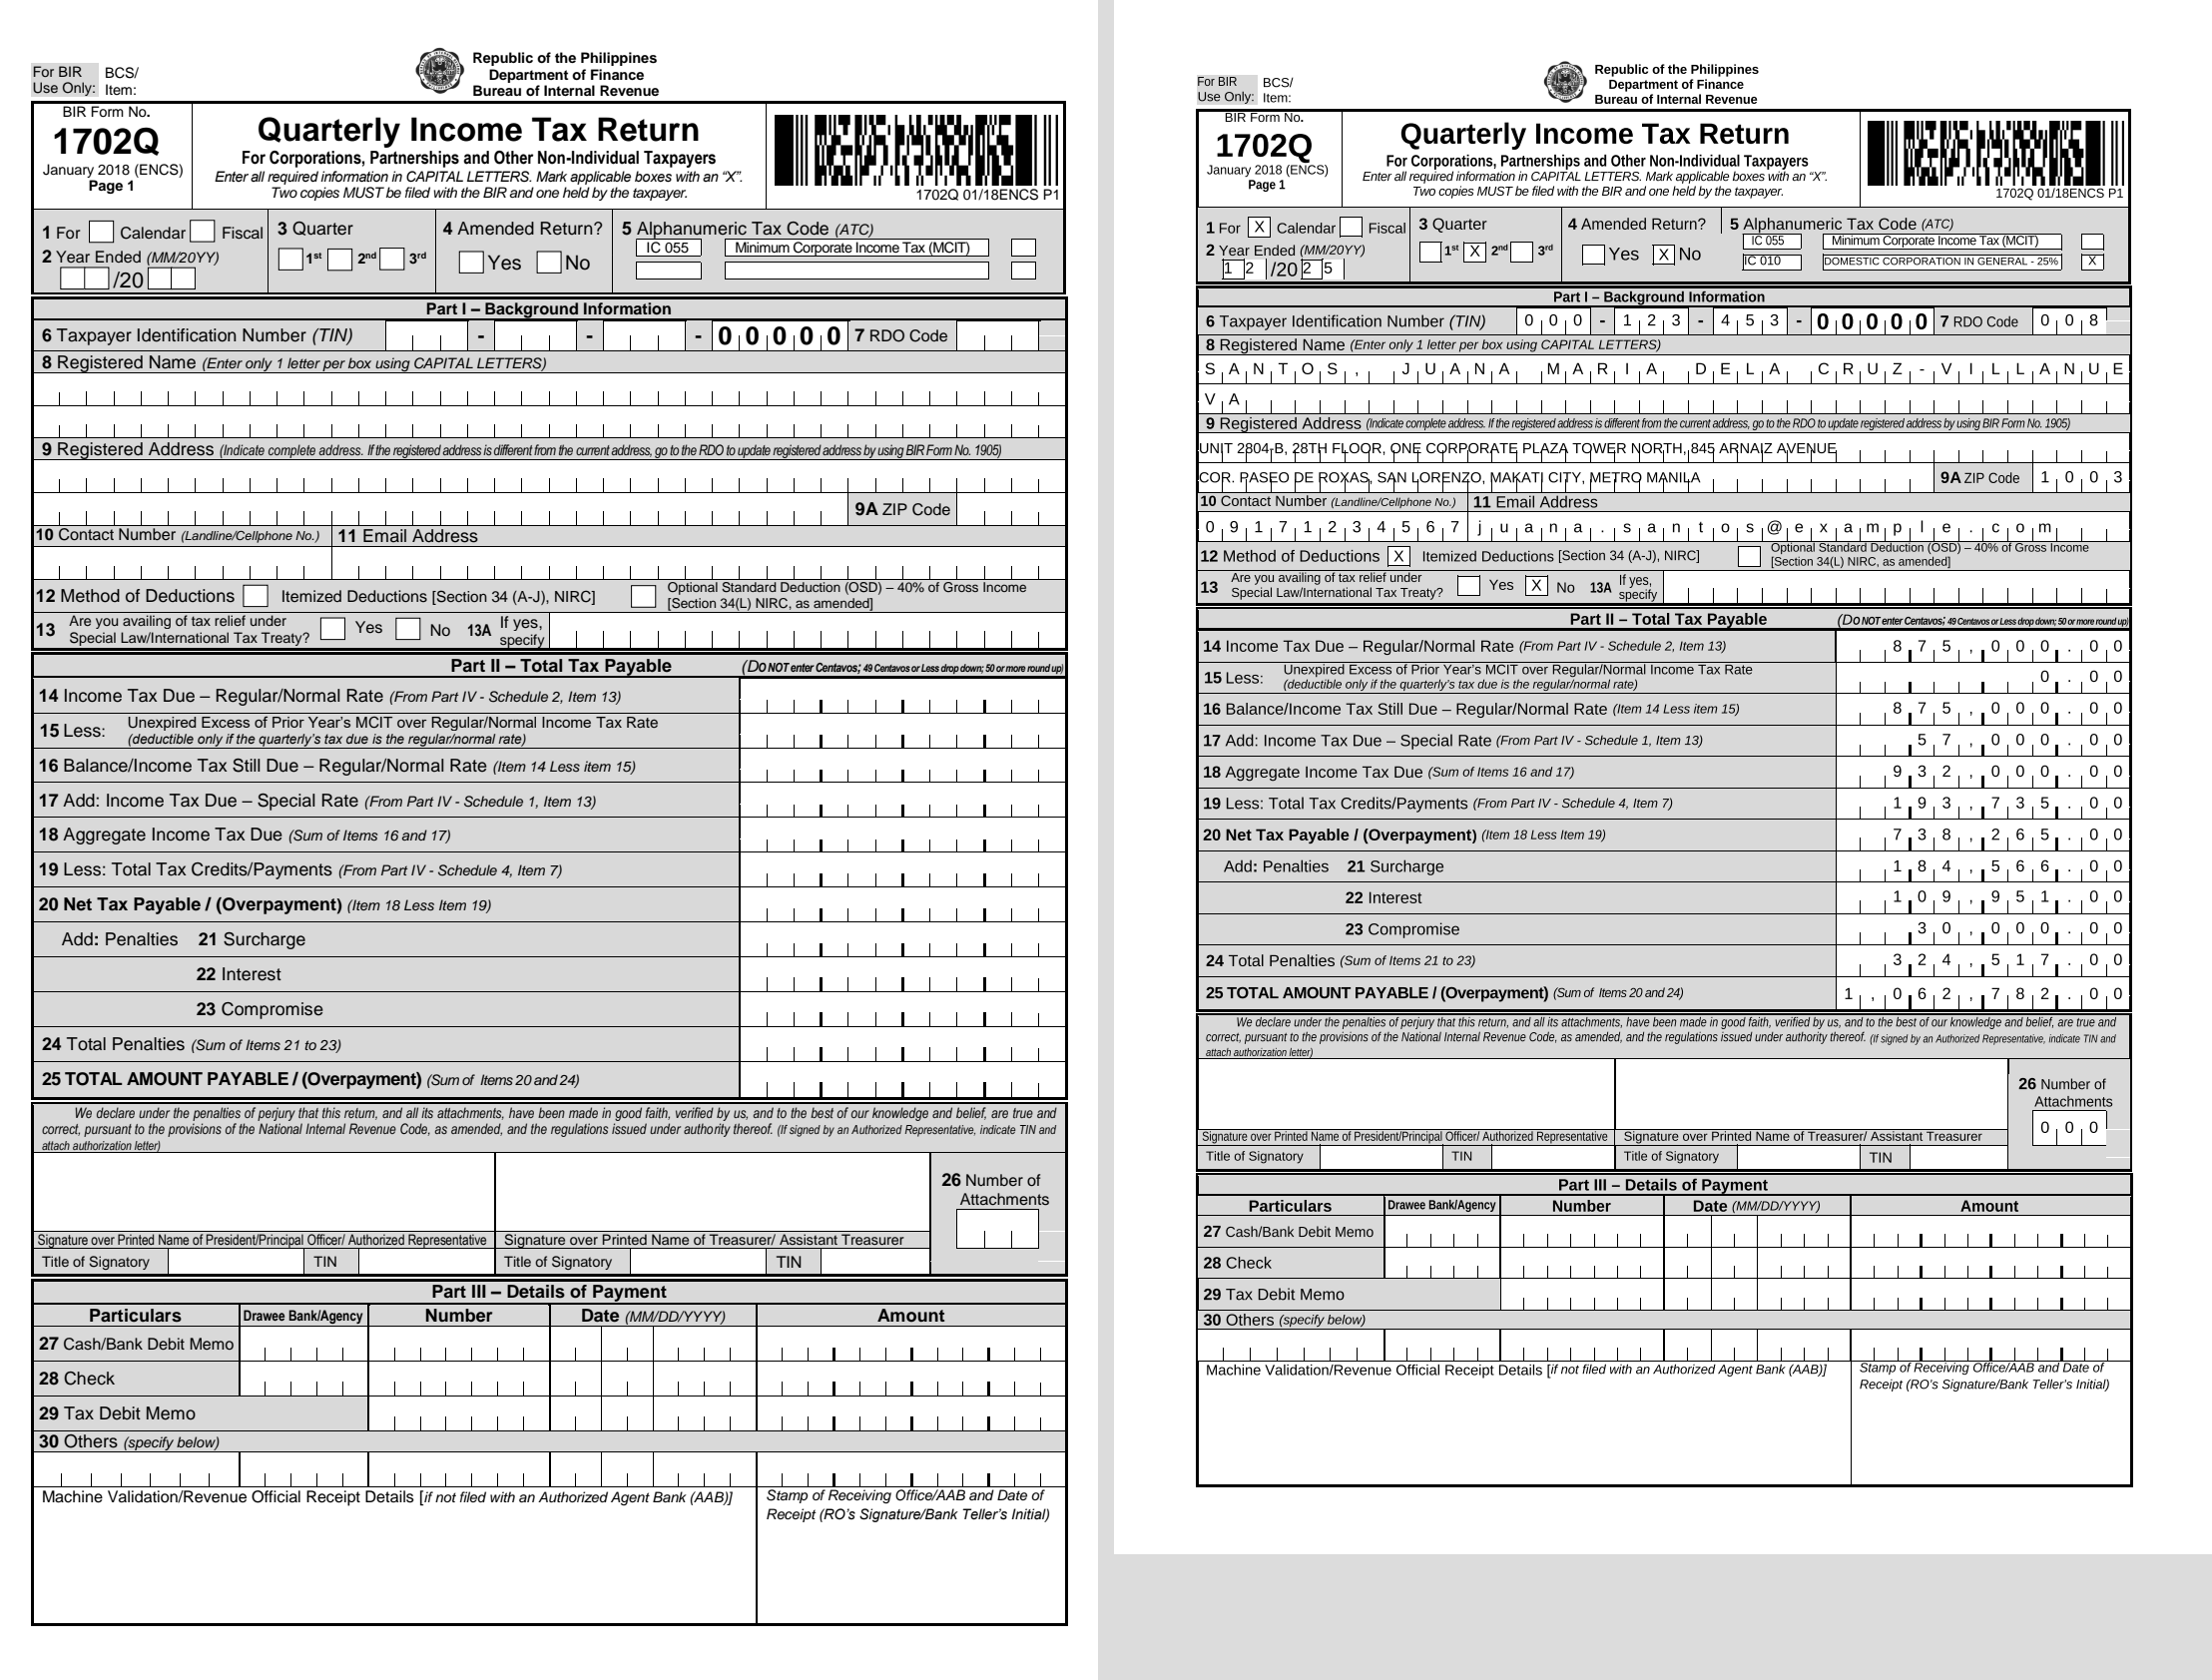 For BIR
Use Only:
BCS/
Item:
Republic of the Philippines
Department of Finance
Bureau of Internal Revenue
BIR Form No.
1702Q
January 2018 (ENCS)
Page 1
Quarterly Income Tax Return
For Corporations, Partnerships and Other Non-Individual Taxpayers
Enter all required information in CAPITAL LETTERS. Mark applicable boxes with an “X”.
Two copies MUST be filed with the BIR and one held by the taxpayer.
1702Q 01/18ENCS P1
1 For Calendar Fiscal
2 Year Ended (MM/20YY)
/20
3 Quarter
1st 2nd 3rd
4 Amended Return?
Yes No
5 Alphanumeric Tax Code (ATC)
IC 055 Minimum Corporate Income Tax (MCIT)
Part I – Background Information
6 Taxpayer Identification Number (TIN) - - - 0 0 0 0 0 7 RDO Code
8 Registered Name (Enter only 1 letter per box using CAPITAL LETTERS)
9 Registered Address (Indicate complete address. If the registered address is different from the current address, go to the RDO to update registered address by using BIR Form No. 1905)
9A ZIP Code
10 Contact Number (Landline/Cellphone No.) 11 Email Address
12 Method of Deductions Itemized Deductions [Section 34 (A-J), NIRC] Optional Standard Deduction (OSD) – 40% of Gross Income
[Section 34(L) NIRC, as amended]
13 Are you availing of tax relief under
Special Law/International Tax Treaty? Yes No 13A If yes,
specify
Part II – Total Tax Payable (Do NOT enter Centavos; 49 Centavos or Less drop down; 50 or more round up)
14 Income Tax Due – Regular/Normal Rate (From Part IV - Schedule 2, Item 13)
15 Less: Unexpired Excess of Prior Year’s MCIT over Regular/Normal Income Tax Rate
(deductible only if the quarterly’s tax due is the regular/normal rate)
16 Balance/Income Tax Still Due – Regular/Normal Rate (Item 14 Less item 15)
17 Add: Income Tax Due – Special Rate (From Part IV - Schedule 1, Item 13)
18 Aggregate Income Tax Due (Sum of Items 16 and 17)
19 Less: Total Tax Credits/Payments (From Part IV - Schedule 4, Item 7)
20 Net Tax Payable / (Overpayment) (Item 18 Less Item 19)
Add: Penalties 21 Surcharge
22 Interest
23 Compromise
24 Total Penalties (Sum of Items 21 to 23)
25 TOTAL AMOUNT PAYABLE / (Overpayment) (Sum of Items 20 and 24)
We declare under the penalties of perjury that this return, and all its attachments, have been made in good faith, verified by us, and to the best of our knowledge and belief, are true and
correct, pursuant to the provisions of the National Internal Revenue Code, as amended, and the regulations issued under authority thereof. (If signed by an Authorized Representative, indicate TIN and
attach authorization letter)
26 Number of
Attachments
Signature over Printed Name of President/Principal Officer/ Authorized Representative
Signature over Printed Name of Treasurer/ Assistant Treasurer
Title of Signatory TIN Title of Signatory TIN
Part III – Details of Payment
Particulars Drawee Bank/Agency Number Date (MM/DD/YYYY) Amount
27 Cash/Bank Debit Memo
28 Check
29 Tax Debit Memo
30 Others (specify below)
Machine Validation/Revenue Official Receipt Details [if not filed with an Authorized Agent Bank (AAB)]
Stamp of Receiving Office/AAB and Date of
Receipt (RO’s Signature/Bank Teller’s Initial)
For BIR
Use Only:
BCS/
Item:
Republic of the Philippines
Department of Finance
Bureau of Internal Revenue
BIR Form No.
1702Q
January 2018 (ENCS)
Page 1
Quarterly Income Tax Return
For Corporations, Partnerships and Other Non-Individual Taxpayers
Enter all required information in CAPITAL LETTERS. Mark applicable boxes with an “X”.
Two copies MUST be filed with the BIR and one held by the taxpayer.
1702Q 01/18ENCS P1
1 For X Calendar Fiscal
2 Year Ended (MM/20YY)
1 2 /20 2 5
3 Quarter
1st X 2nd 3rd
4 Amended Return?
Yes X No
5 Alphanumeric Tax Code (ATC)
IC 055 Minimum Corporate Income Tax (MCIT)
IC 010 DOMESTIC CORPORATION IN GENERAL - 25% X
Part I – Background Information
6 Taxpayer Identification Number (TIN) 0 0 0 - 1 2 3 - 4 5 3 - 0 0 0 0 0 7 RDO Code 0 0 8
8 Registered Name (Enter only 1 letter per box using CAPITAL LETTERS)
SANTOS, JUANA MARIA DELA CRUZ-VILLANUE
VA
9 Registered Address (Indicate complete address. If the registered address is different from the current address, go to the RDO to update registered address by using BIR Form No. 1905)
UNIT 2804-B, 28TH FLOOR, ONE CORPORATE PLAZA TOWER NORTH, 845 ARNAIZ AVENUE
COR. PASEO DE ROXAS, SAN LORENZO, MAKATI CITY, METRO MANILA 9A ZIP Code 1 0 0 3
10 Contact Number (Landline/Cellphone No.) 11 Email Address
09171234567 juana.santos@example.com
12 Method of Deductions X Itemized Deductions [Section 34 (A-J), NIRC] Optional Standard Deduction (OSD) – 40% of Gross Income
[Section 34(L) NIRC, as amended]
13 Are you availing of tax relief under
Special Law/International Tax Treaty? Yes X No 13A If yes,
specify
Part II – Total Tax Payable (Do NOT enter Centavos; 49 Centavos or Less drop down; 50 or more round up)
14 Income Tax Due – Regular/Normal Rate (From Part IV - Schedule 2, Item 13) 875,000.00
15 Less: Unexpired Excess of Prior Year’s MCIT over Regular/Normal Income Tax Rate
(deductible only if the quarterly’s tax due is the regular/normal rate) 0.00
16 Balance/Income Tax Still Due – Regular/Normal Rate (Item 14 Less item 15) 875,000.00
17 Add: Income Tax Due – Special Rate (From Part IV - Schedule 1, Item 13) 57,000.00
18 Aggregate Income Tax Due (Sum of Items 16 and 17) 932,000.00
19 Less: Total Tax Credits/Payments (From Part IV - Schedule 4, Item 7) 193,735.00
20 Net Tax Payable / (Overpayment) (Item 18 Less Item 19) 738,265.00
Add: Penalties 21 Surcharge 184,566.00
22 Interest 109,951.00
23 Compromise 30,000.00
24 Total Penalties (Sum of Items 21 to 23) 324,517.00
25 TOTAL AMOUNT PAYABLE / (Overpayment) (Sum of Items 20 and 24) 1,062,782.00
We declare under the penalties of perjury that this return, and all its attachments, have been made in good faith, verified by us, and to the best of our knowledge and belief, are true and
correct, pursuant to the provisions of the National Internal Revenue Code, as amended, and the regulations issued under authority thereof. (If signed by an Authorized Representative, indicate TIN and
attach authorization letter)
26 Number of
Attachments
0 0 0
Signature over Printed Name of President/Principal Officer/ Authorized Representative
Signature over Printed Name of Treasurer/ Assistant Treasurer
Title of Signatory TIN Title of Signatory TIN
Part III – Details of Payment
Particulars Drawee Bank/Agency Number Date (MM/DD/YYYY) Amount
27 Cash/Bank Debit Memo
28 Check
29 Tax Debit Memo
30 Others (specify below)
Machine Validation/Revenue Official Receipt Details [if not filed with an Authorized Agent Bank (AAB)]
Stamp of Receiving Office/AAB and Date of
Receipt (RO’s Signature/Bank Teller’s Initial)